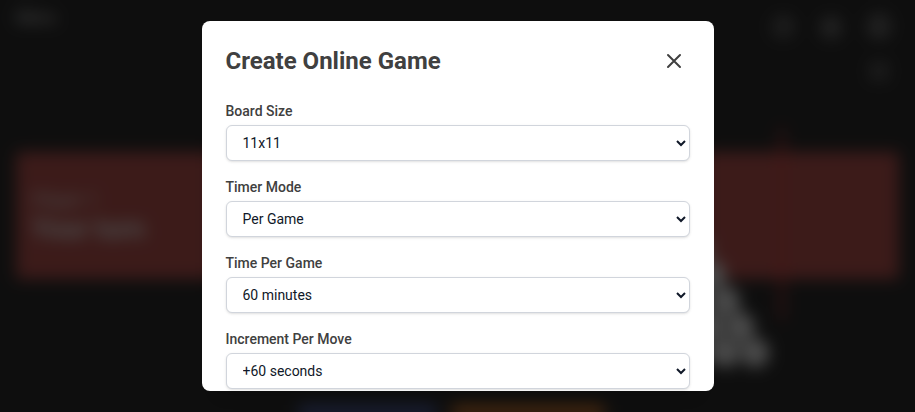 Create Online Game
Board Size
11x11
Timer Mode
Per Game
Time Per Game
60 minutes
Increment Per Move
+60 seconds